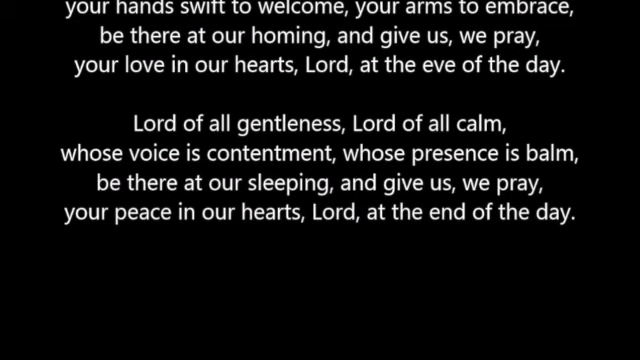 your hands swift to welcome, your arms to embrace,
be there at our homing, and give us, we pray,
your love in our hearts, Lord, at the eve of the day.
Lord of all gentleness, Lord of all calm,
whose voice is contentment, whose presence is balm,
be there at our sleeping, and give us, we pray,
your peace in our hearts, Lord, at the end of the day.